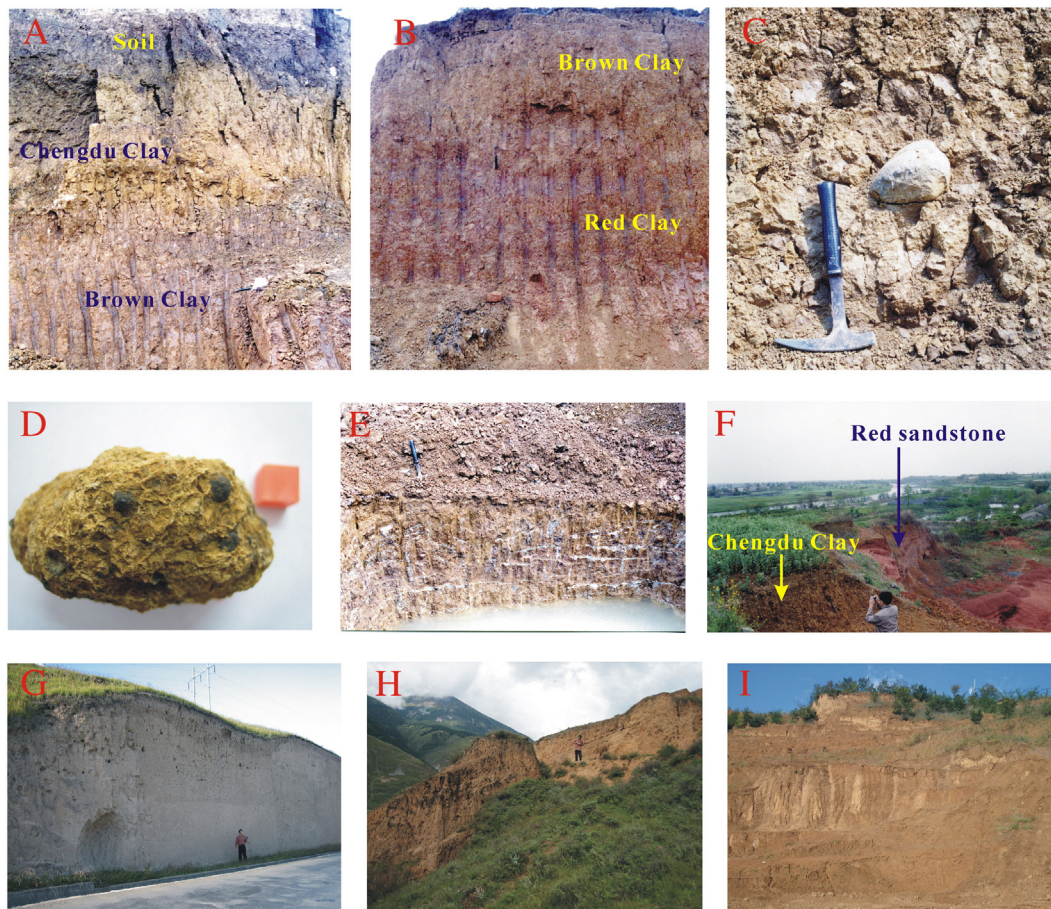 A
Soil
Chengdu Clay
Brown Clay
B
Brown Clay
Red Clay
C
D
E
F
Red sandstone
Chengdu Clay
G
H
I